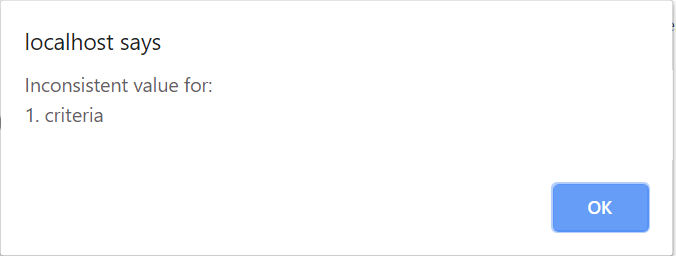 localhost says
Inconsistent value for:
1. criteria
OK